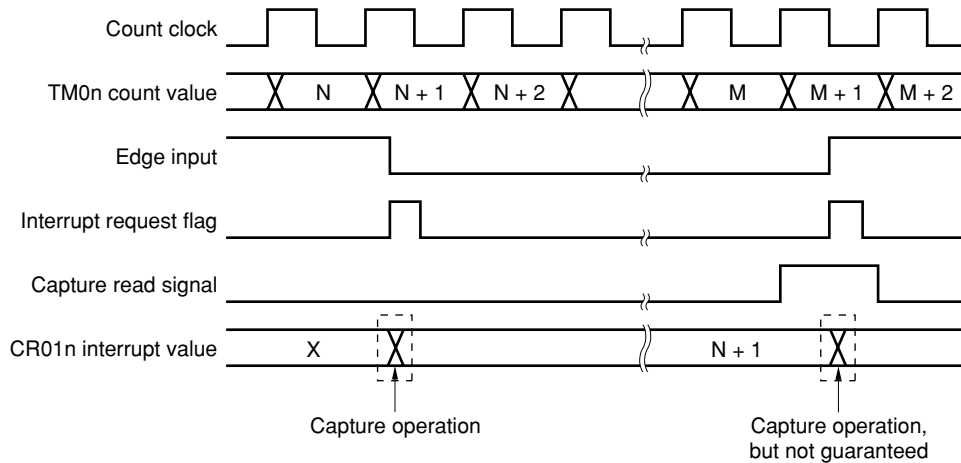 Count clock
TM0n count value
N
N + 1
N + 2
M
M + 1
M + 2
Edge input
Interrupt request flag
Capture read signal
CR01n interrupt value
X
N + 1
Capture operation
Capture operation,
but not guaranteed